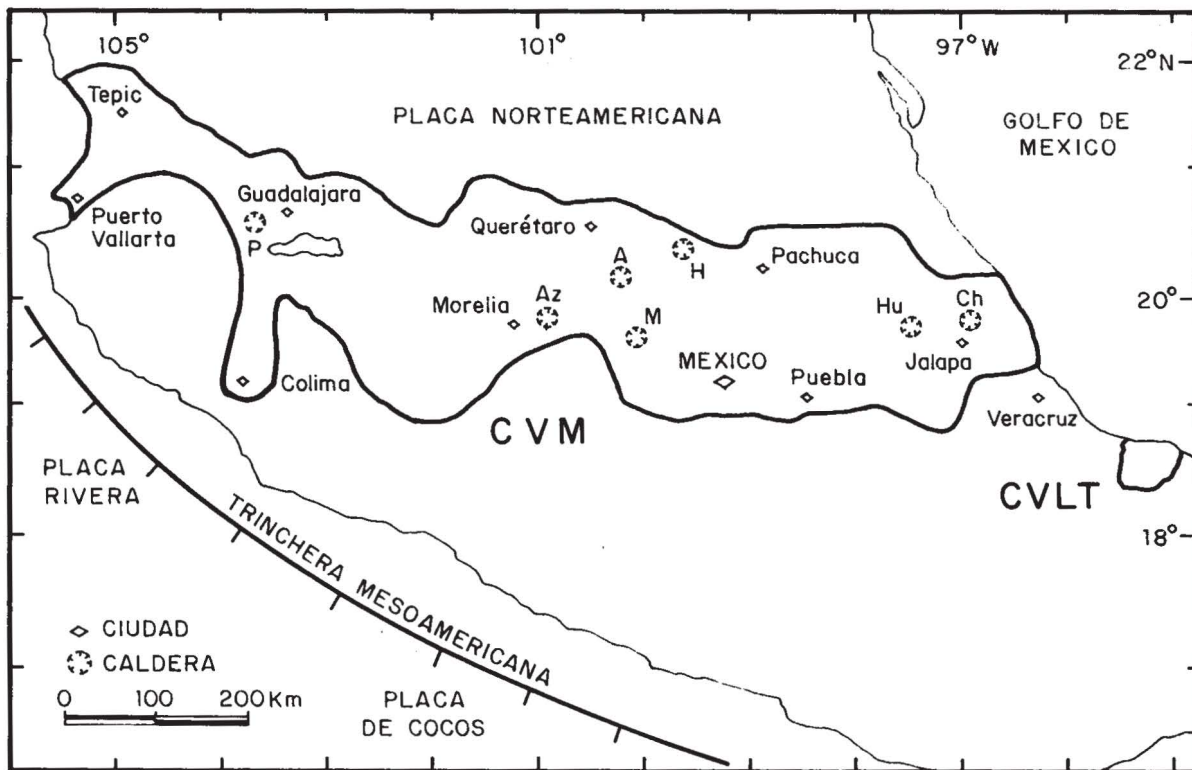 105°
101°
97°W
22°N
Tepic
PLACA NORTEAMERICANA
GOLFO DE
MEXICO
Guadalajara
Puerto
Vallarta
P
Querétaro
A
H
Pachuca
20°
Morelia
Az
M
Hu
Ch
MEXICO
Puebla
Jalapa
Colima
Veracruz
CVM
CVLT
PLACA
RIVERA
TRINCHERA MESOAMERICANA
18°
CIUDAD
CALDERA
0 100 200 Km
PLACA
DE COCOS